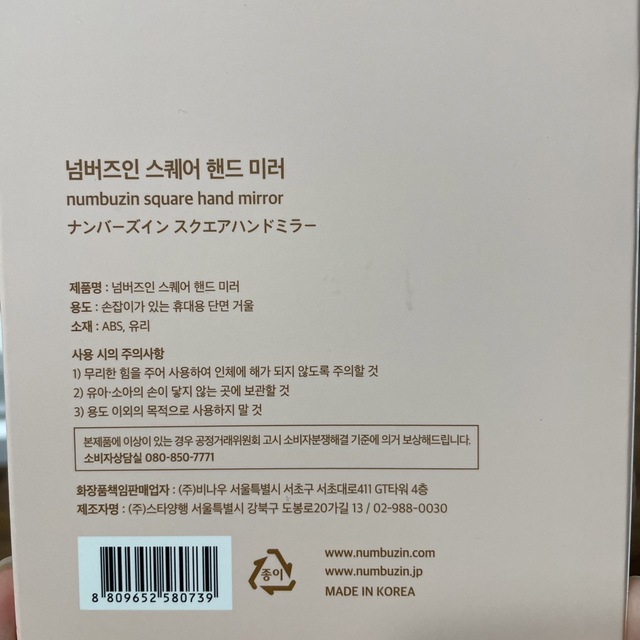 넘버즈인 스퀘어 핸드 미러
numbuzin square hand mirror
ナンバーズイン スクエアハンドミラー
제품명 : 넘버즈인 스퀘어 핸드 미러
용도 : 손잡이가 있는 휴대용 단면 거울
소재 : ABS, 유리
사용 시의 주의사항
1) 무리한 힘을 주어 사용하여 인체에 해가 되지 않도록 주의할 것
2) 유아·소아의 손이 닿지 않는 곳에 보관할 것
3) 용도 이외의 목적으로 사용하지 말 것
본제품에 이상이 있는 경우 공정거래위원회 고시 소비자분쟁해결 기준에 의거 보상해드립니다.
소비자상담실 080-850-7771
화장품책임판매업자 : (주)비나우 서울특별시 서초구 서초대로411 GT타워 4층
제조자명 : (주)스타양행 서울특별시 강북구 도봉로20가길 13 / 02-988-0030
8 809652 580739
종이
www.numbuzin.com
www.numbuzin.jp
MADE IN KOREA